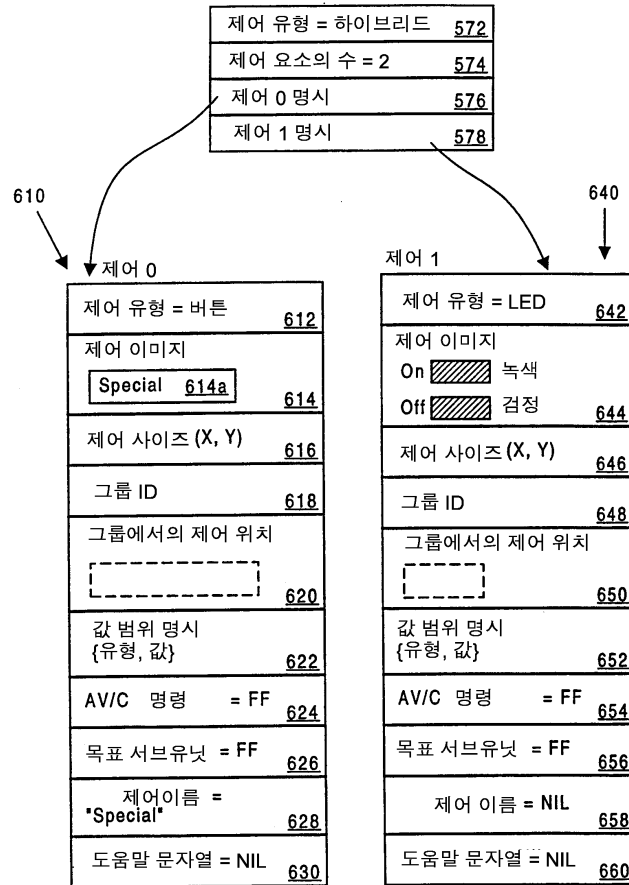 제어 유형 = 하이브리드 572
제어 요소의 수 = 2 574
제어 0 명시 576
제어 1 명시 578
610
640
제어 0
제어 유형 = 버튼 612
제어 이미지
Special 614a
614
제어 사이즈 (X, Y) 616
그룹 ID 618
그룹에서의 제어 위치
620
값 범위 명시
{유형, 값} 622
AV/C 명령 = FF 624
목표 서브유닛 = FF 626
제어이름 =
"Special" 628
도움말 문자열 = NIL 630
제어 1
제어 유형 = LED 642
제어 이미지
On 녹색
Off 검정 644
제어 사이즈 (X, Y) 646
그룹 ID 648
그룹에서의 제어 위치
650
값 범위 명시
{유형, 값} 652
AV/C 명령 = FF 654
목표 서브유닛 = FF 656
제어 이름 = NIL 658
도움말 문자열 = NIL 660